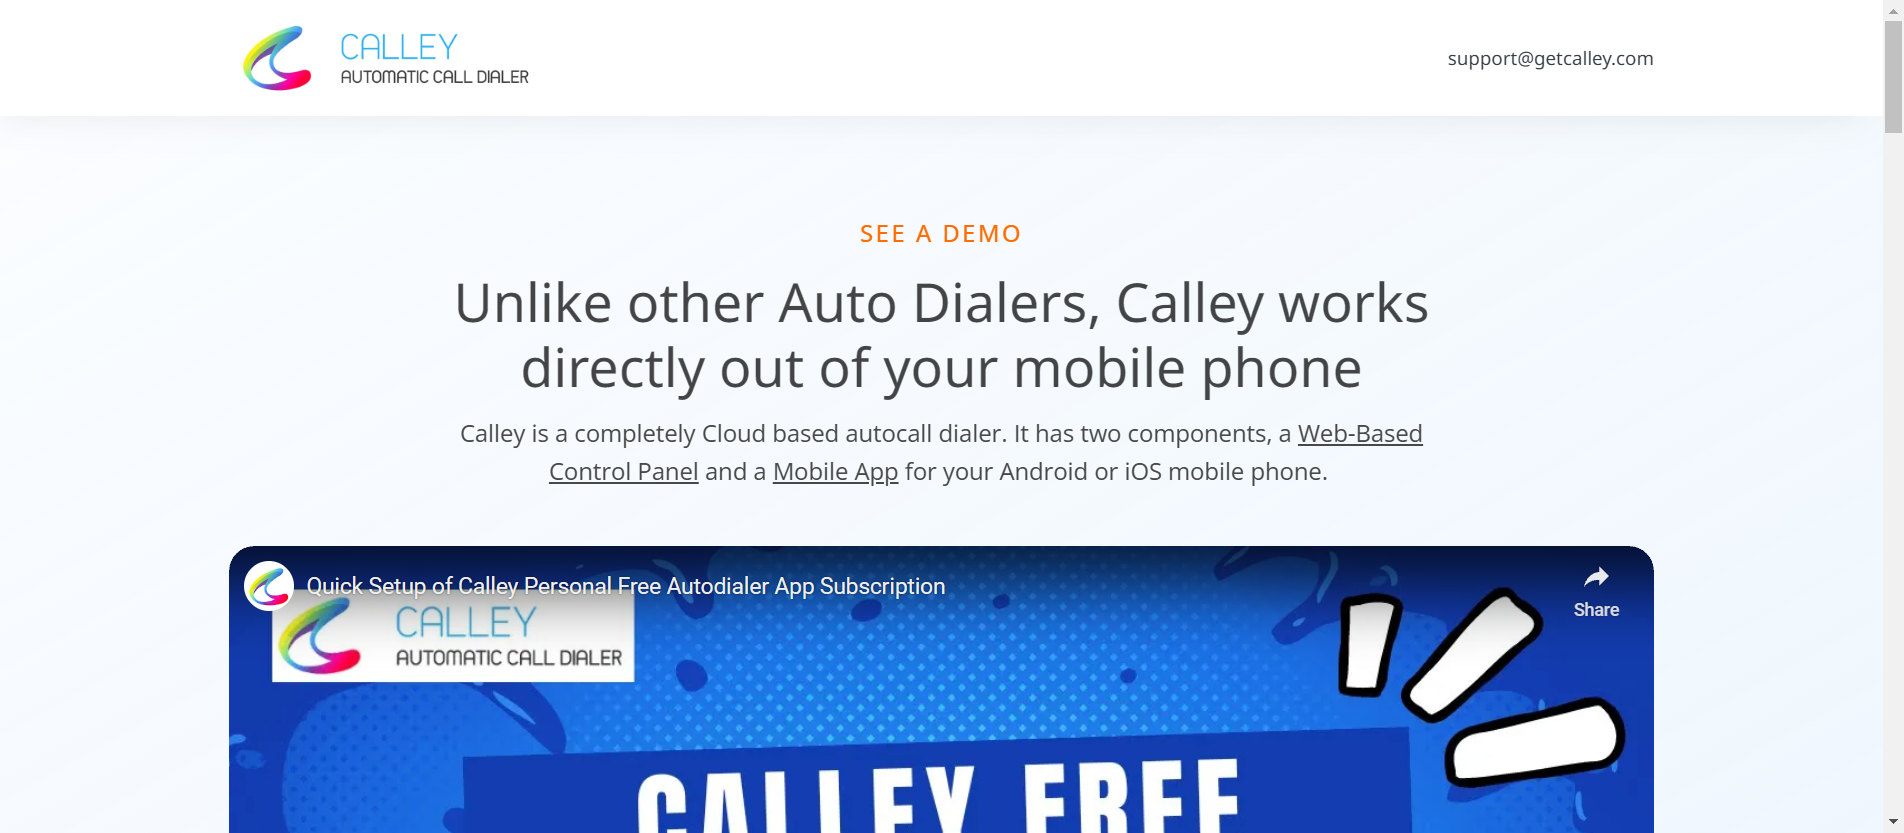 CALLEY
AUTOMATIC CALL DIALER
support@getcalley.com
SEE A DEMO
Unlike other Auto Dialers, Calley works
directly out of your mobile phone
Calley is a completely Cloud based autocall dialer. It has two components, a Web-Based
Control Panel and a Mobile App for your Android or iOS mobile phone.
Quick Setup of Calley Personal Free Autodialer App Subscription
Share
CALLEY
AUTOMATIC CALL DIALER
CALLEY FREE